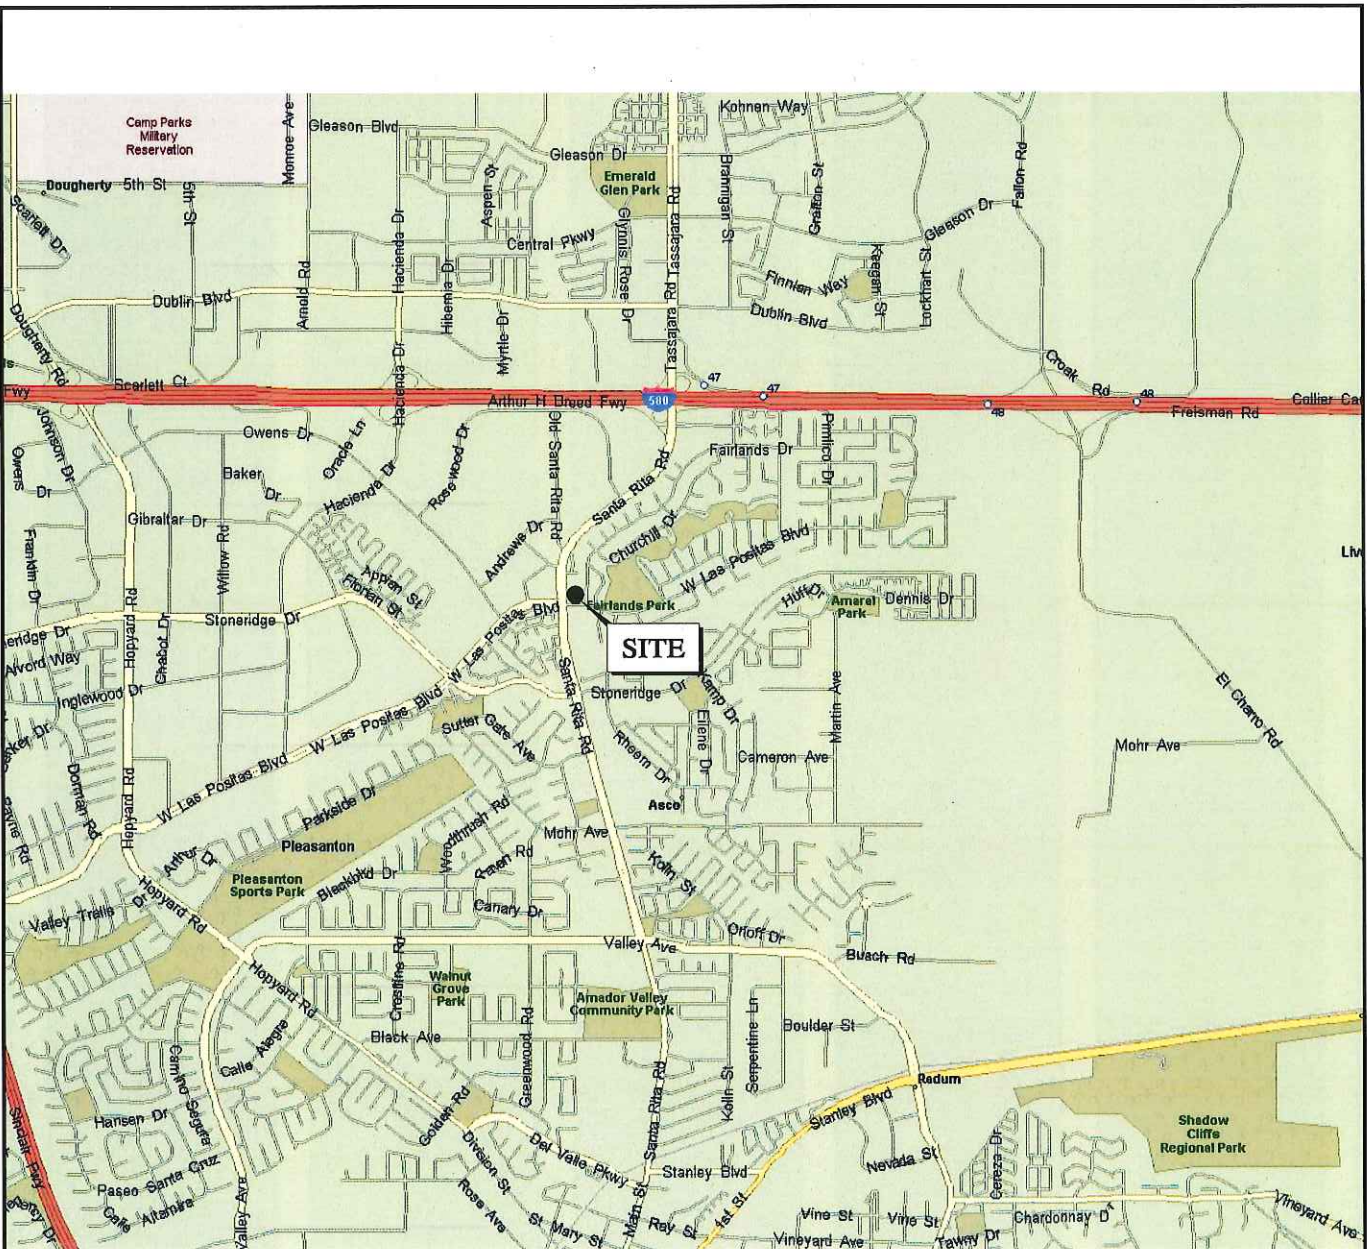 Kohnen Way
Camp Parks
Military
Reservation
Monroe Ave
Gleason Blvd
Gleason Dr
Emerald
Glen Park
Dougherty
5th St
5th St
Scarlett Dr
Aspen St
Hacienda Dr
Central Pkwy
Glynnis Rose Dr
Tassajara Rd
Tassajara Rd
Brannigan St
Grafton St
Fallon Rd
Gleason Dr
Keegan St
Lockhart St
Finnian Way
Dublin Blvd
Dublin Blvd
Arnold Rd
Hibernia Dr
Myrtle Dr
Dougherty Rd
Hacienda Dr
Scarlett Ct
Fwy
Arthur H Breed Fwy
580
47
47
48
48
Croak Rd
Freisman Rd
Collier Ca
Johnson Dr
Owens Dr
Owens Dr
Oracle Ln
Baker Dr
Hacienda Dr
Rosewood Dr
Old Santa Rita Rd
Santa Rita Rd
Fairlands Dr
Pimlico Dr
Gibraltar Dr
Willow Rd
Franklin Dr
Andrews Dr
Churchill Dr
W Las Positas Blvd
Liv
Appian St
Florian St
Hopyard Rd
Chabot Dr
Stoneridge Dr
eridge Dr
Alvord Way
Inglewood Dr
W Las Positas Blvd
Fairlands Park
Huff Dr
Amaral
Park
Dennis Dr
SITE
Santa Rita Rd
Stoneridge Dr
Kamp Dr
Eilene Dr
Martin Ave
El Charro Rd
Mohr Ave
W Las Positas Blvd
Sutter Gate Ave
Rheem Dr
Cameron Ave
Asco
W Las Positas Blvd
Dorman Rd
Hopyard Rd
Parkside Dr
Pleasanton
Arthur Dr
Pleasanton
Sports Park
Blackbird Dr
Woodthrush Rd
Raven Rd
Mohr Ave
Kolln St
Canary Dr
Valley Trails Dr
Hopyard Rd
Valley Ave
Orloff Dr
Busch Rd
Hopyard Rd
Crestline Rd
Walnut
Grove
Park
Amador Valley
Community Park
Black Ave
Greenwood Rd
Serpentine Ln
Boulder St
Calle Alegre
Camino Segura
Hansen Dr
Golden Rd
Division St
Del Valle Pkwy
Santa Rita Rd
Kolln St
Stanley Blvd
Stanley Blvd
Radum
Shadow
Cliffs
Regional Park
Nevada St
Cereza Dr
Sinclair Fwy
Paseo Santa Cruz
Calle Altamira
Valley Ave
Rose Ave
St Mary St
Main St
Ray St
1st St
Vine St
Vine St
Vineyard Ave
Tawny Dr
Chardonnay Dr
Vineyard Ave